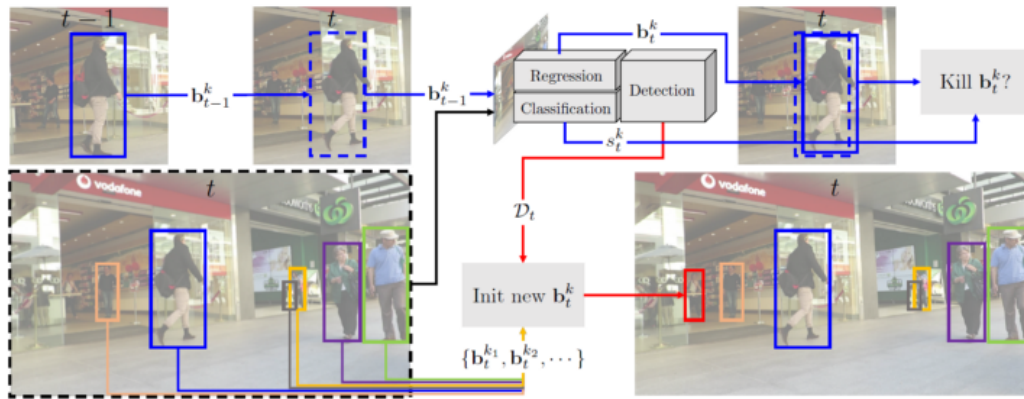 t − 1
t
b_{t−1}^k
b_{t−1}^k
Regression
Classification
Detection
b_t^k
s_t^k
t
Kill b_t^k?
vodafone
t
D_t
Init new b_t^k
{b_t^{k_1}, b_t^{k_2}, · · · }
vodafone
t